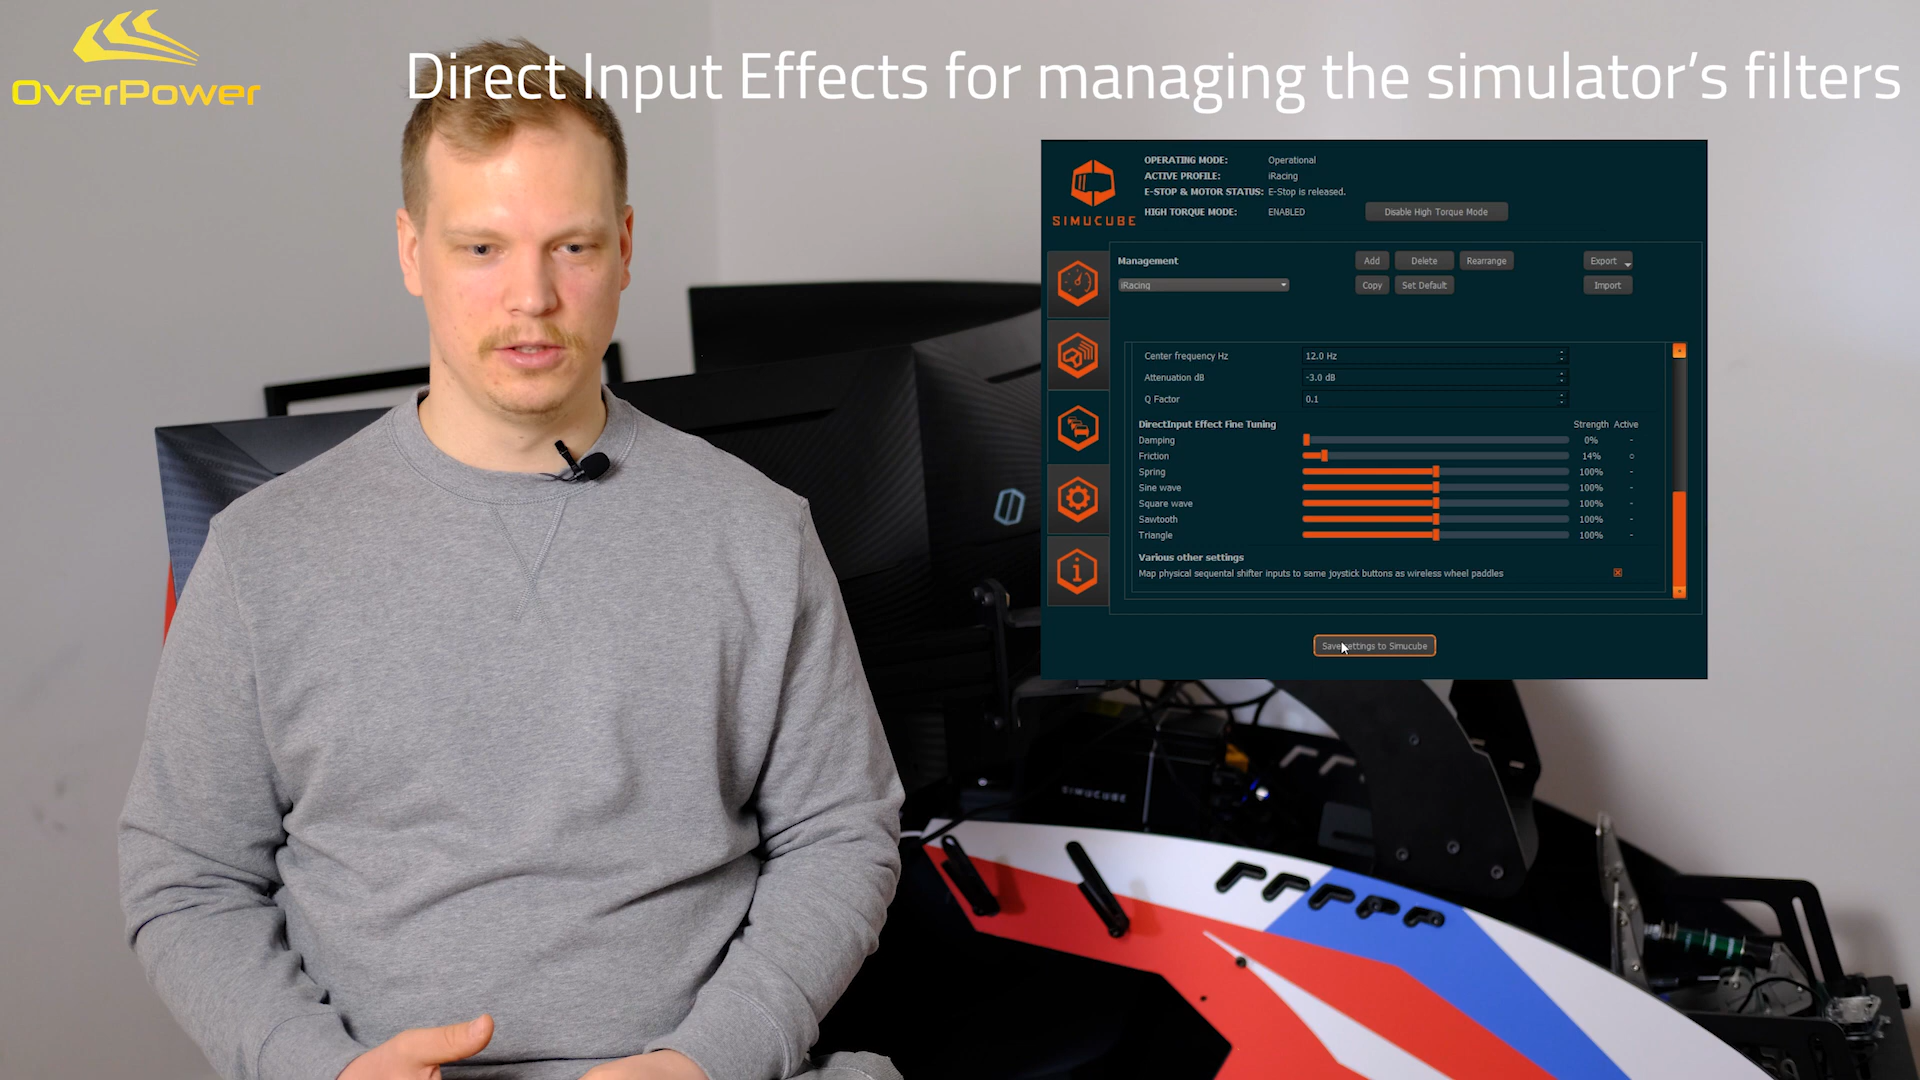 OverPower
Direct Input Effects for managing the simulator's filters
SIMUCUBE
OPERATING MODE: Operational
ACTIVE PROFILE: iRacing
E-STOP & MOTOR STATUS: E-Stop is released.
HIGH TORQUE MODE: ENABLED Disable High Torque Mode
Management Add Delete Rearrange Export
iRacing Copy Set Default Import
Center frequency Hz 12.0 Hz
Attenuation dB -3.0 dB
Q Factor 0.1
DirectInput Effect Fine Tuning Strength Active
Damping 0% -
Friction 14% o
Spring 100% -
Sine wave 100% -
Square wave 100% -
Sawtooth 100% -
Triangle 100% -
Various other settings
Map physical sequential shifter inputs to same joystick buttons as wireless wheel paddles
Save settings to Simucube
SIMUCUBE